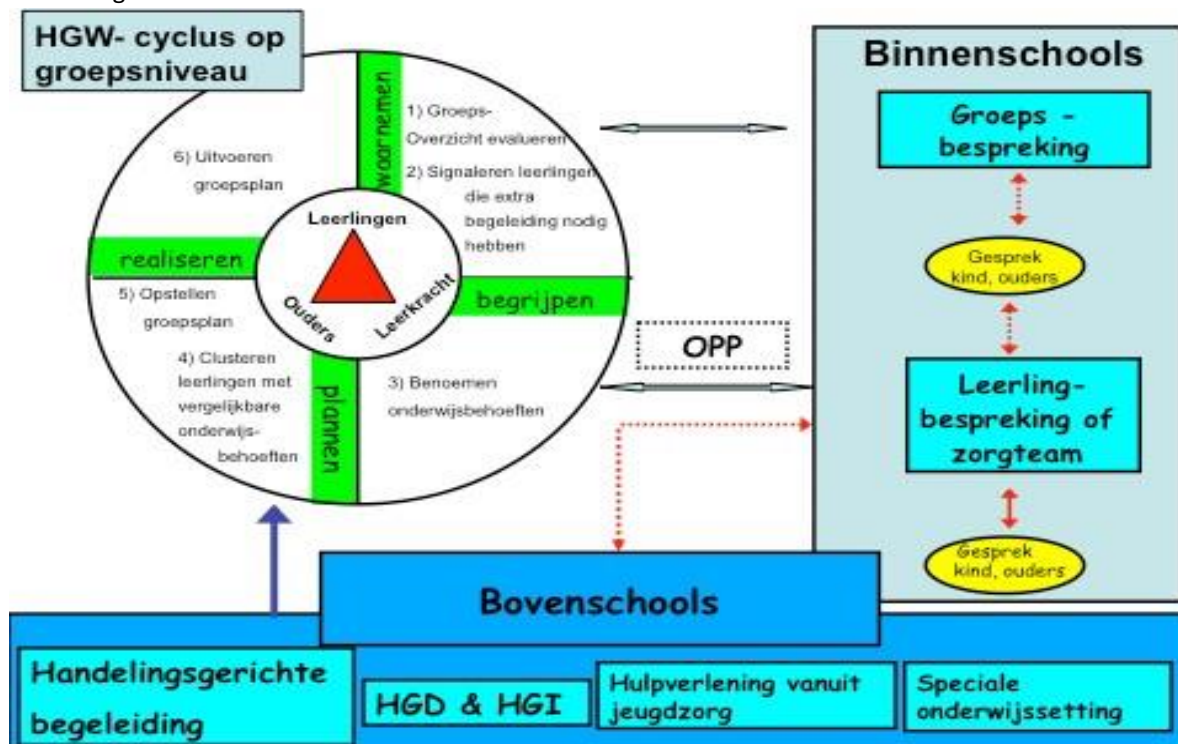 HGW- cyclus op
groepsniveau
waarnemen
1) Groeps-
Overzicht evalueren
2) Signaleren leerlingen
die extra
begeleiding nodig
hebben
begrijpen
3) Benoemen
onderwijsbehoeften
plannen
4) Clusteren
leerlingen met
vergelijkbare
onderwijs-
behoeften
5) Opstellen
groepsplan
realiseren
6) Uitvoeren
groepsplan
Leerlingen
Ouders
Leerkracht
OPP
Binnenschools
Groeps -
bespreking
Gesprek
kind, ouders
Leerling-
bespreking of
zorgteam
Gesprek
kind, ouders
Bovenschools
Handelingsgerichte
begeleiding
HGD & HGI
Hulpverlening vanuit
jeugdzorg
Speciale
onderwijssetting